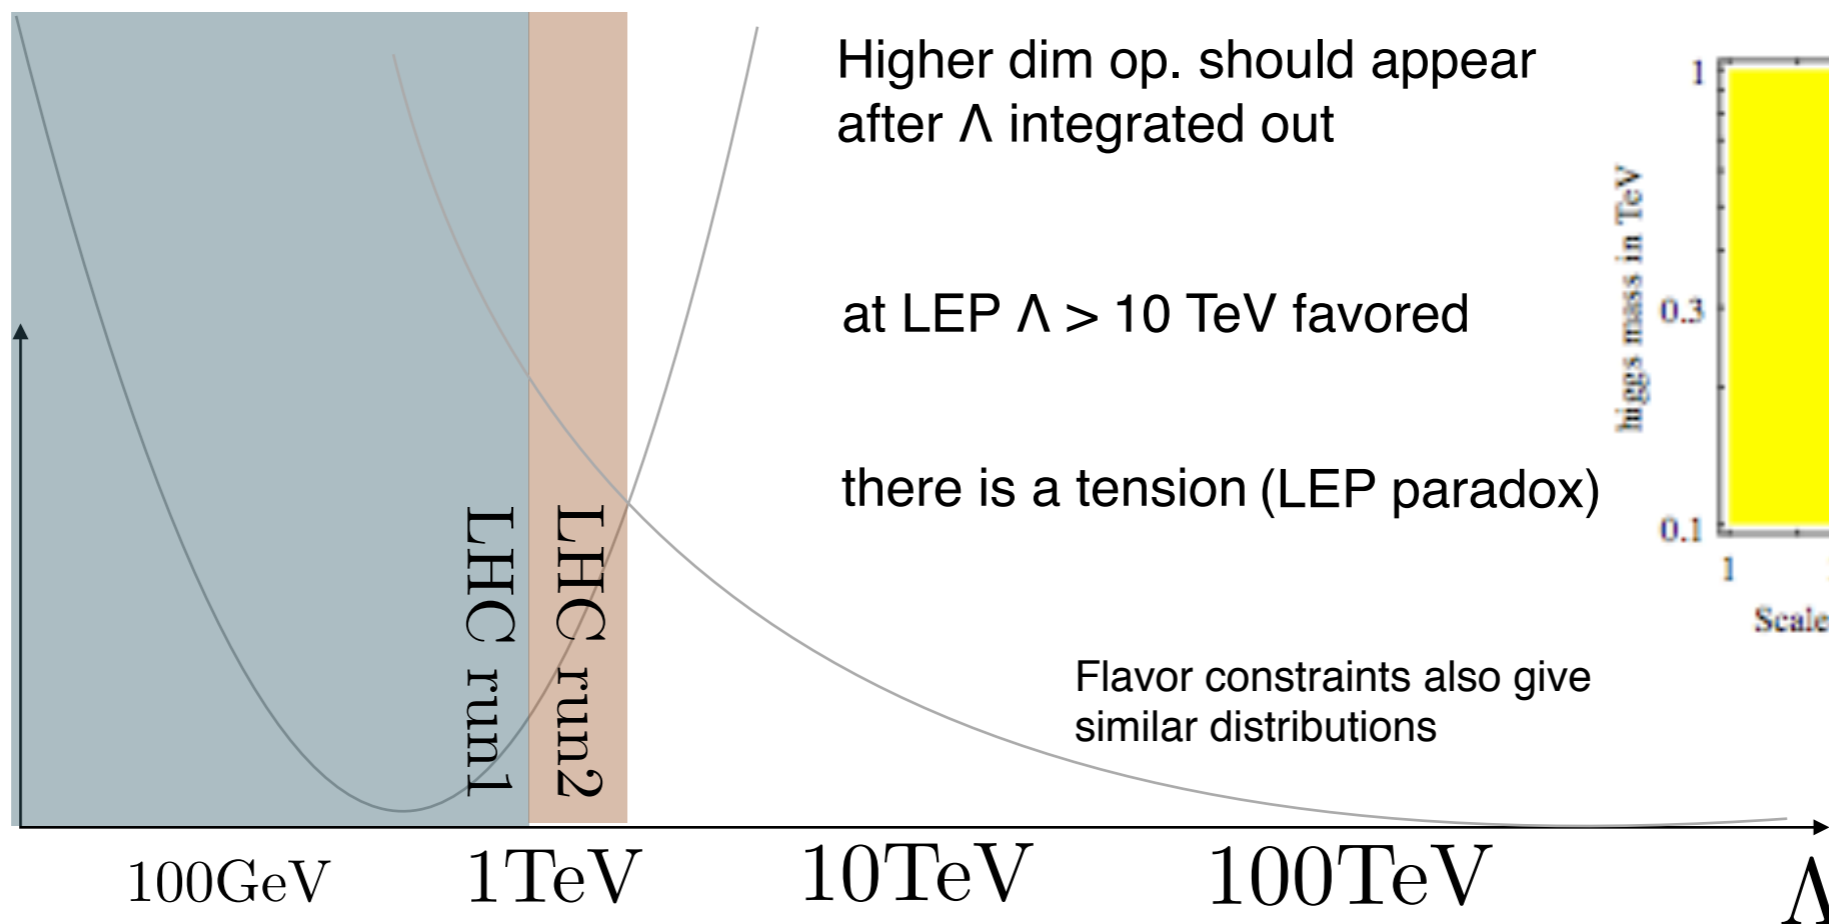 Higher dim op. should appear
after Λ integrated out
at LEP Λ > 10 TeV favored
there is a tension (LEP paradox)
Flavor constraints also give
similar distributions
LHC run1
LHC run2
100GeV
1TeV
10TeV
100TeV
Λ
higgs mass in TeV
1
0.3
0.1
1
Scale